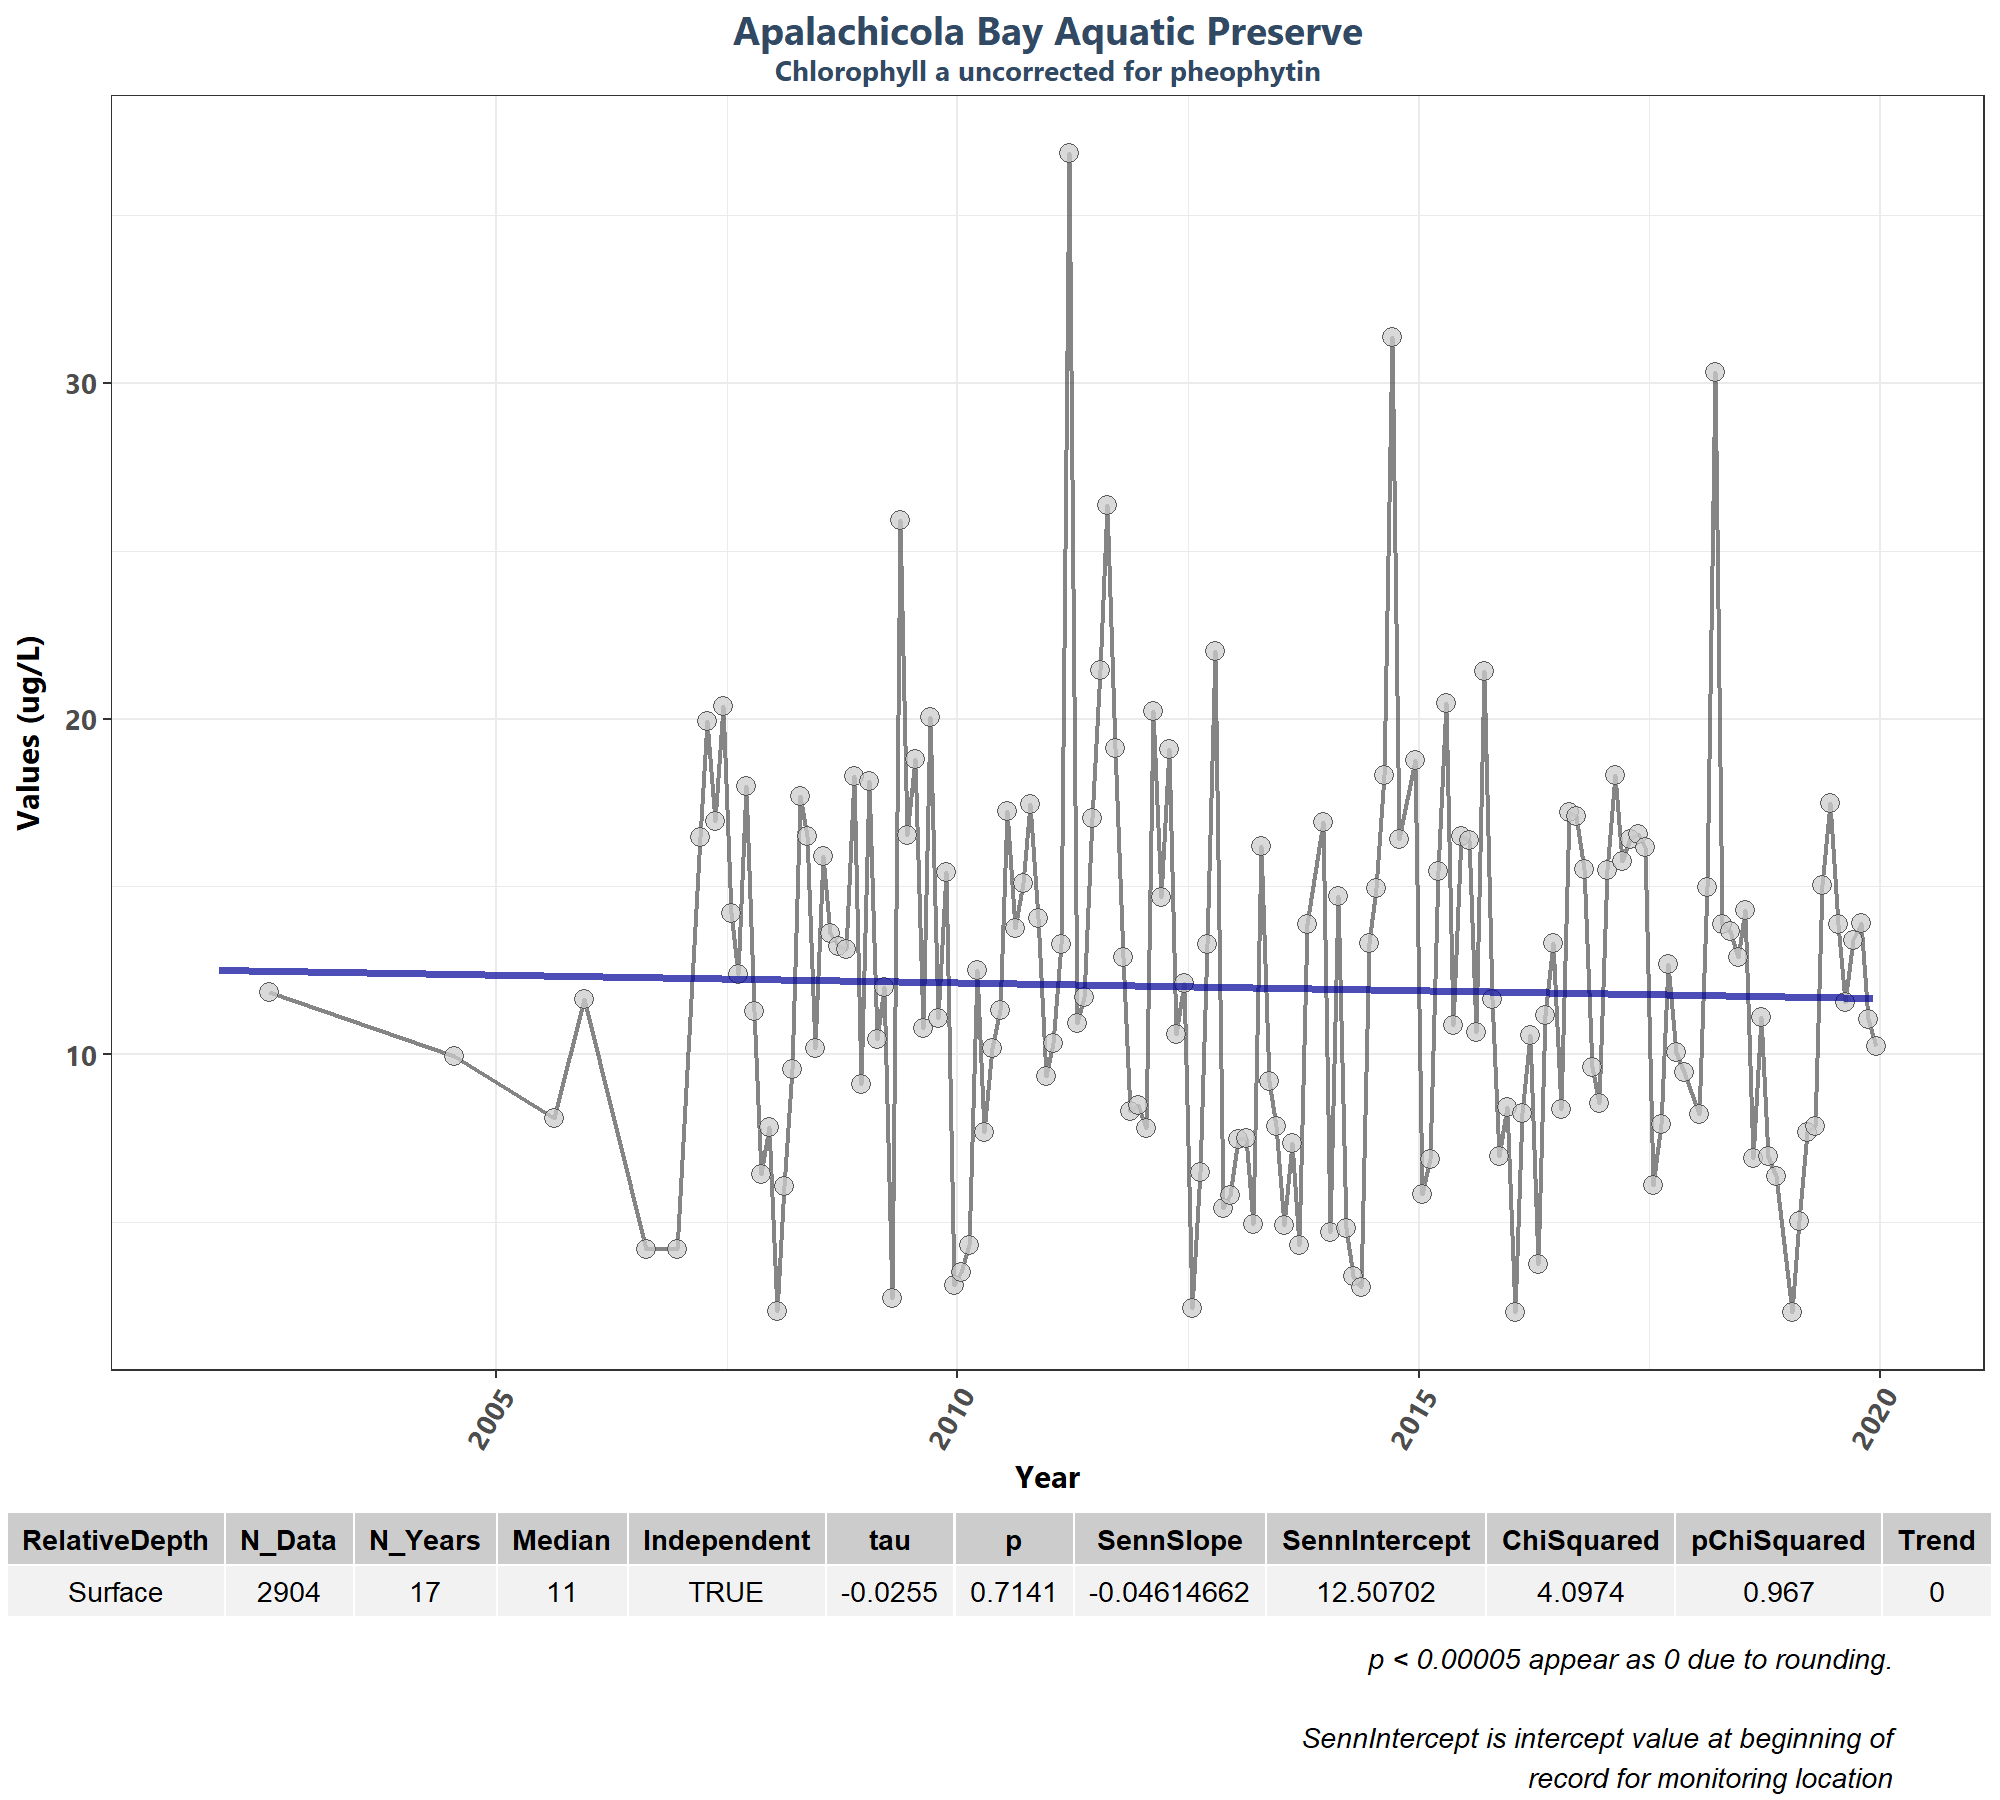 Apalachicola Bay Aquatic Preserve
Chlorophyll a uncorrected for pheophytin
Values (ug/L)
30
20
10
2005
2010
2015
2020
Year
RelativeDepth N_Data N_Years Median Independent tau p SennSlope SennIntercept ChiSquared pChiSquared Trend
Surface 2904 17 11 TRUE -0.0255 0.7141 -0.04614662 12.50702 4.0974 0.967 0
p < 0.00005 appear as 0 due to rounding.
SennIntercept is intercept value at beginning of
record for monitoring location